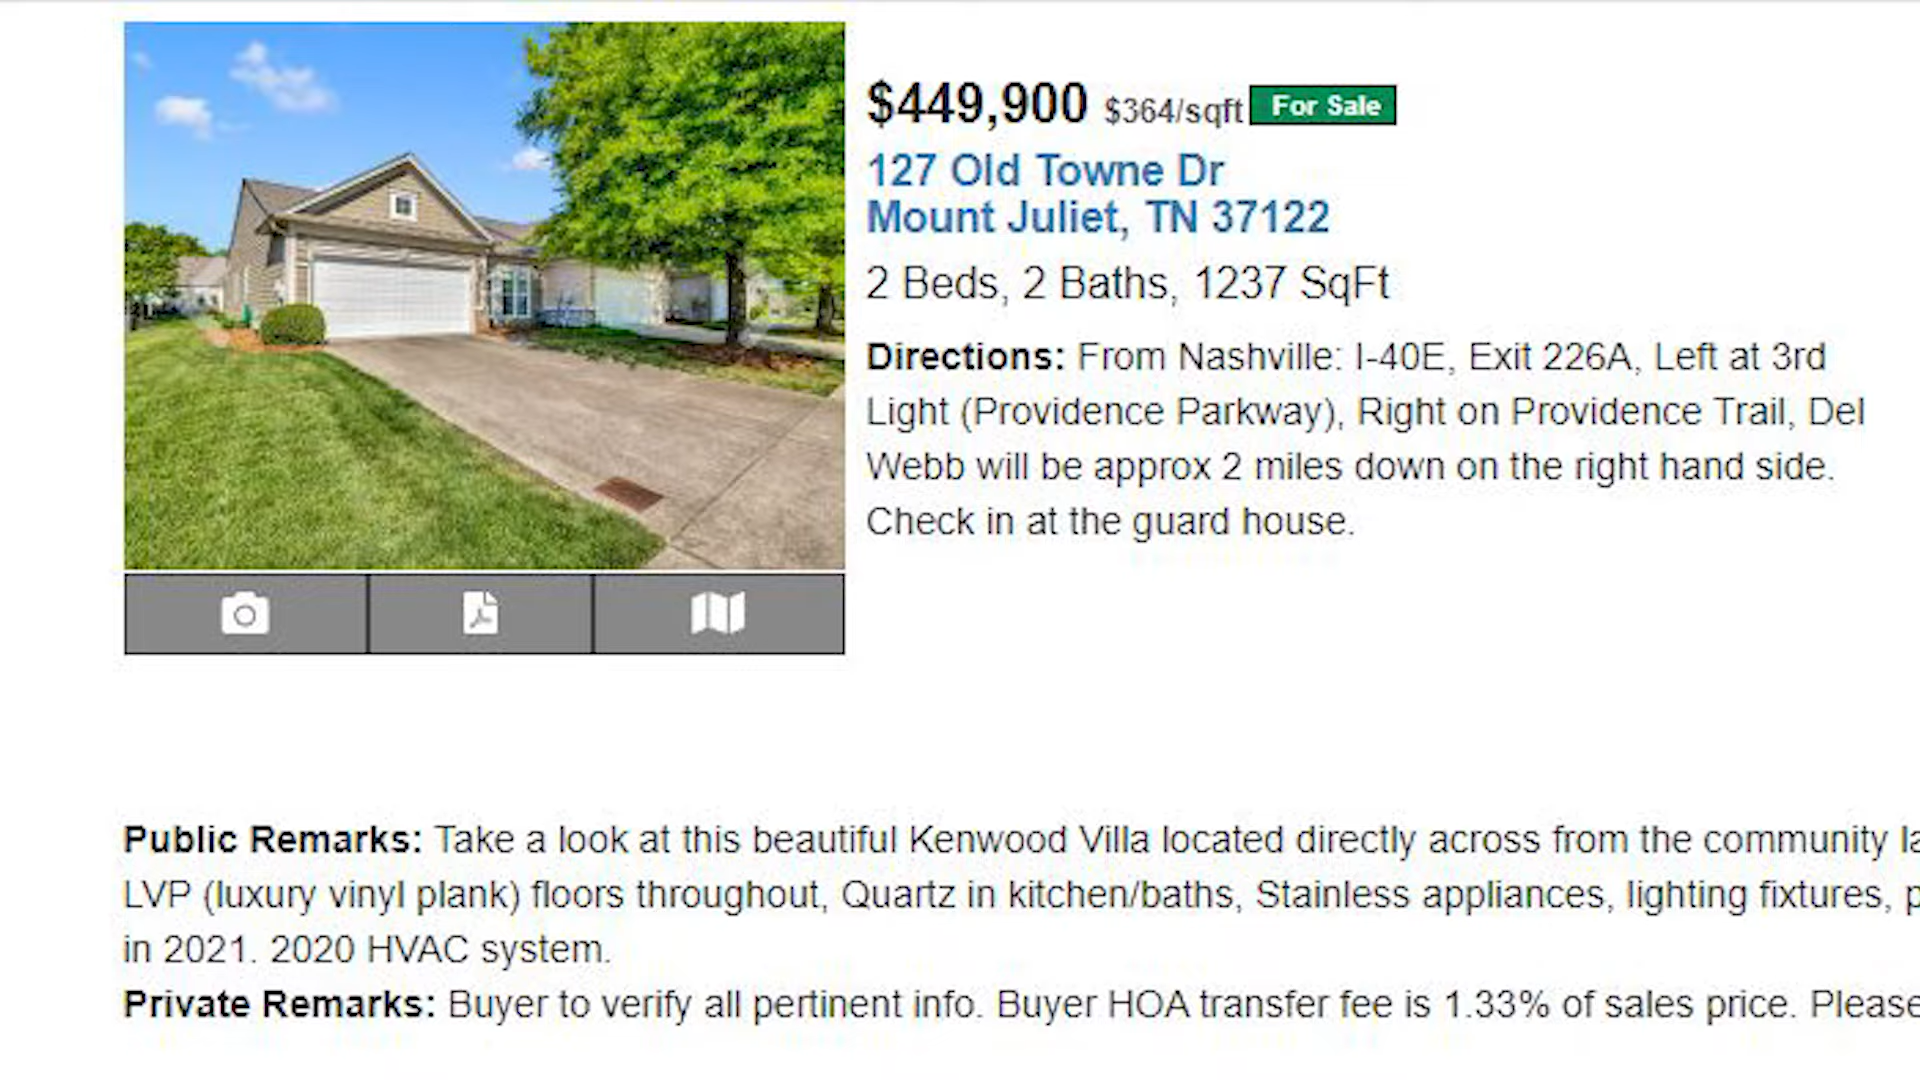 $449,900 $364/sqft For Sale
127 Old Towne Dr
Mount Juliet, TN 37122
2 Beds, 2 Baths, 1237 SqFt
Directions: From Nashville: I-40E, Exit 226A, Left at 3rd
Light (Providence Parkway), Right on Providence Trail, Del
Webb will be approx 2 miles down on the right hand side.
Check in at the guard house.
Public Remarks: Take a look at this beautiful Kenwood Villa located directly across from the community
LVP (luxury vinyl plank) floors throughout, Quartz in kitchen/baths, Stainless appliances, lighting fixtures,
in 2021. 2020 HVAC system.
Private Remarks: Buyer to verify all pertinent info. Buyer HOA transfer fee is 1.33% of sales price. Please